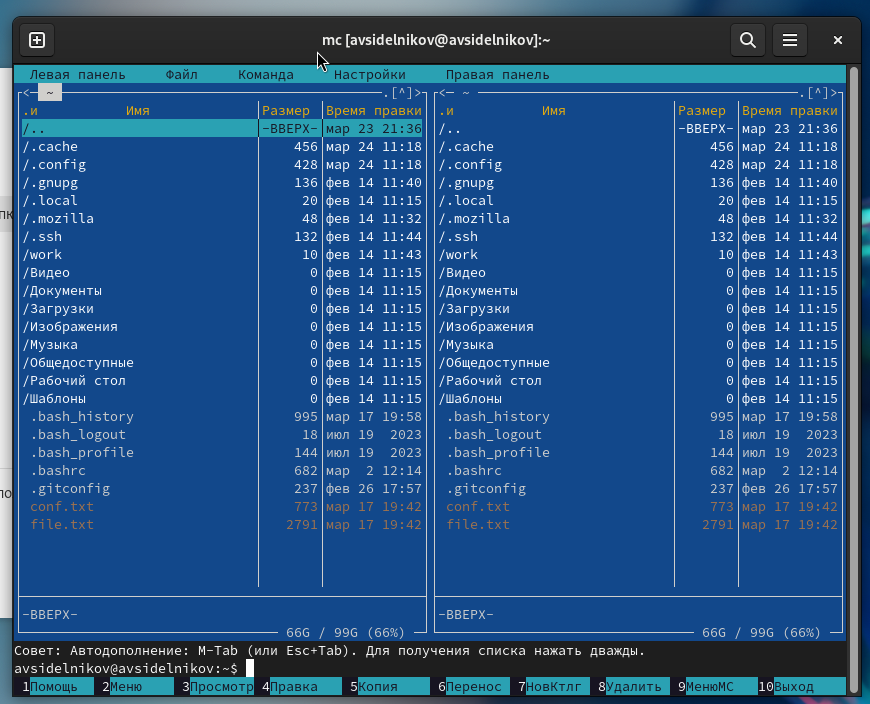 mc [avsidelnikov@avsidelnikov]:~
Левая панель Файл Команда Настройки Правая панель
<─ ~ .[^]> <─ ~ .[^]>
.и Имя Размер Время правки .и Имя Размер Время правки
/.. -ВВЕРХ- мар 23 21:36 /.. -ВВЕРХ- мар 23 21:36
/.cache 456 мар 24 11:18 /.cache 456 мар 24 11:18
/.config 428 мар 24 11:18 /.config 428 мар 24 11:18
/.gnupg 136 фев 14 11:40 /.gnupg 136 фев 14 11:40
/.local 20 фев 14 11:15 /.local 20 фев 14 11:15
/.mozilla 48 фев 14 11:32 /.mozilla 48 фев 14 11:32
/.ssh 132 фев 14 11:44 /.ssh 132 фев 14 11:44
/work 10 фев 14 11:43 /work 10 фев 14 11:43
/Видео 0 фев 14 11:15 /Видео 0 фев 14 11:15
/Документы 0 фев 14 11:15 /Документы 0 фев 14 11:15
/Загрузки 0 фев 14 11:15 /Загрузки 0 фев 14 11:15
/Изображения 0 фев 14 11:15 /Изображения 0 фев 14 11:15
/Музыка 0 фев 14 11:15 /Музыка 0 фев 14 11:15
/Общедоступные 0 фев 14 11:15 /Общедоступные 0 фев 14 11:15
/Рабочий стол 0 фев 14 11:15 /Рабочий стол 0 фев 14 11:15
/Шаблоны 0 фев 14 11:15 /Шаблоны 0 фев 14 11:15
.bash_history 995 мар 17 19:58 .bash_history 995 мар 17 19:58
.bash_logout 18 июл 19 2023 .bash_logout 18 июл 19 2023
.bash_profile 144 июл 19 2023 .bash_profile 144 июл 19 2023
.bashrc 682 мар 2 12:14 .bashrc 682 мар 2 12:14
.gitconfig 237 фев 26 17:57 .gitconfig 237 фев 26 17:57
conf.txt 773 мар 17 19:42 conf.txt 773 мар 17 19:42
file.txt 2791 мар 17 19:42 file.txt 2791 мар 17 19:42
-ВВЕРХ- -ВВЕРХ-
66G / 99G (66%) 66G / 99G (66%)
Совет: Автодополнение: M-Tab (или Esc+Tab). Для получения списка нажать дважды.
avsidelnikov@avsidelnikov:~$
1Помощь 2Меню 3Просмотр 4Правка 5Копия 6Перенос 7НовКтлг 8Удалить 9МенюMC 10Выход